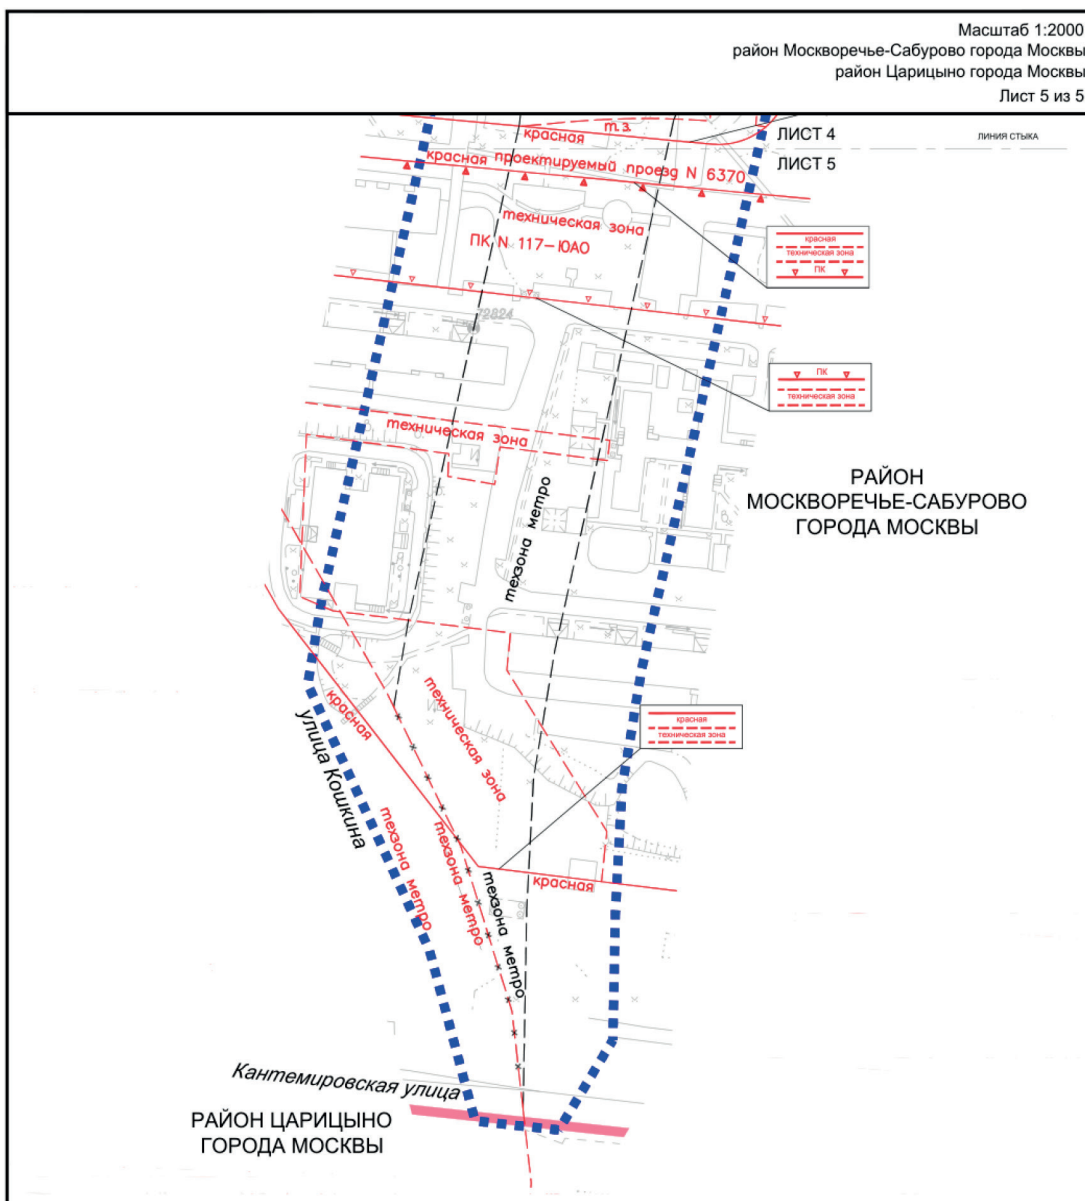 Масштаб 1:2000
район Москворечье-Сабурово города Москвы
район Царицыно города Москвы
Лист 5 из 5
т.з.
красная
ЛИСТ 4
ЛИНИЯ СТЫКА
ЛИСТ 5
красная проектируемый проезд N 6370
техническая зона
ПК N 117-ЮАО
красная
техническая зона
ПК
72824
ПК
техническая зона
техническая зона
техзона метро
РАЙОН
МОСКВОРЕЧЬЕ-САБУРОВО
ГОРОДА МОСКВЫ
красная
техническая зона
красная
техническая зона
улица Кошкина
техзона метро
техзона метро
техзона метро
красная
Кантемировская улица
РАЙОН ЦАРИЦЫНО
ГОРОДА МОСКВЫ